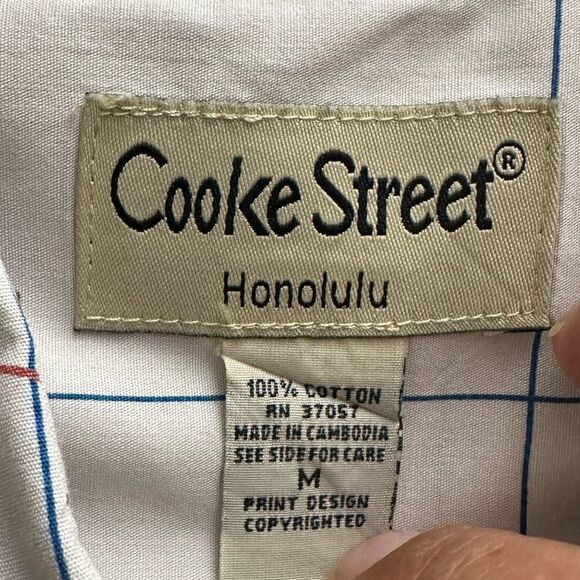 Cooke Street®
Honolulu
100% COTTON
RN 37057
MADE IN CAMBODIA
SEE SIDE FOR CARE
M
PRINT DESIGN
COPYRIGHTED